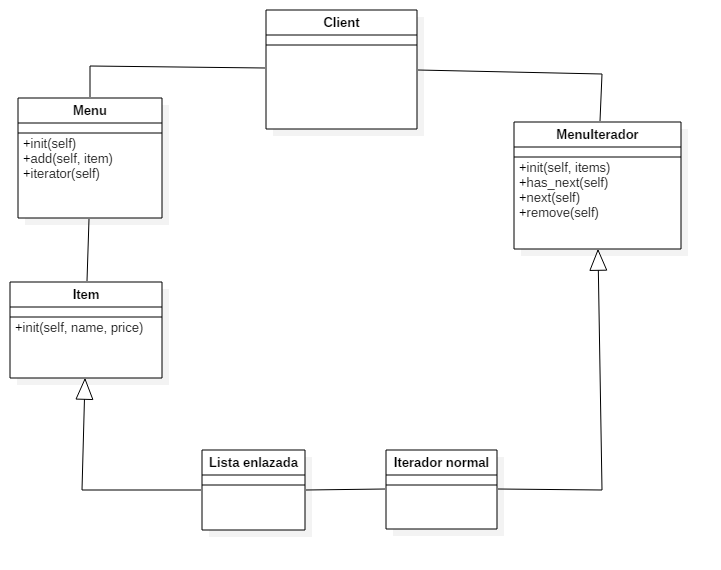 Client
Menu
+init(self)
+add(self, item)
+iterator(self)
MenuIterador
+init(self, items)
+has_next(self)
+next(self)
+remove(self)
Item
+init(self, name, price)
Lista enlazada
Iterador normal